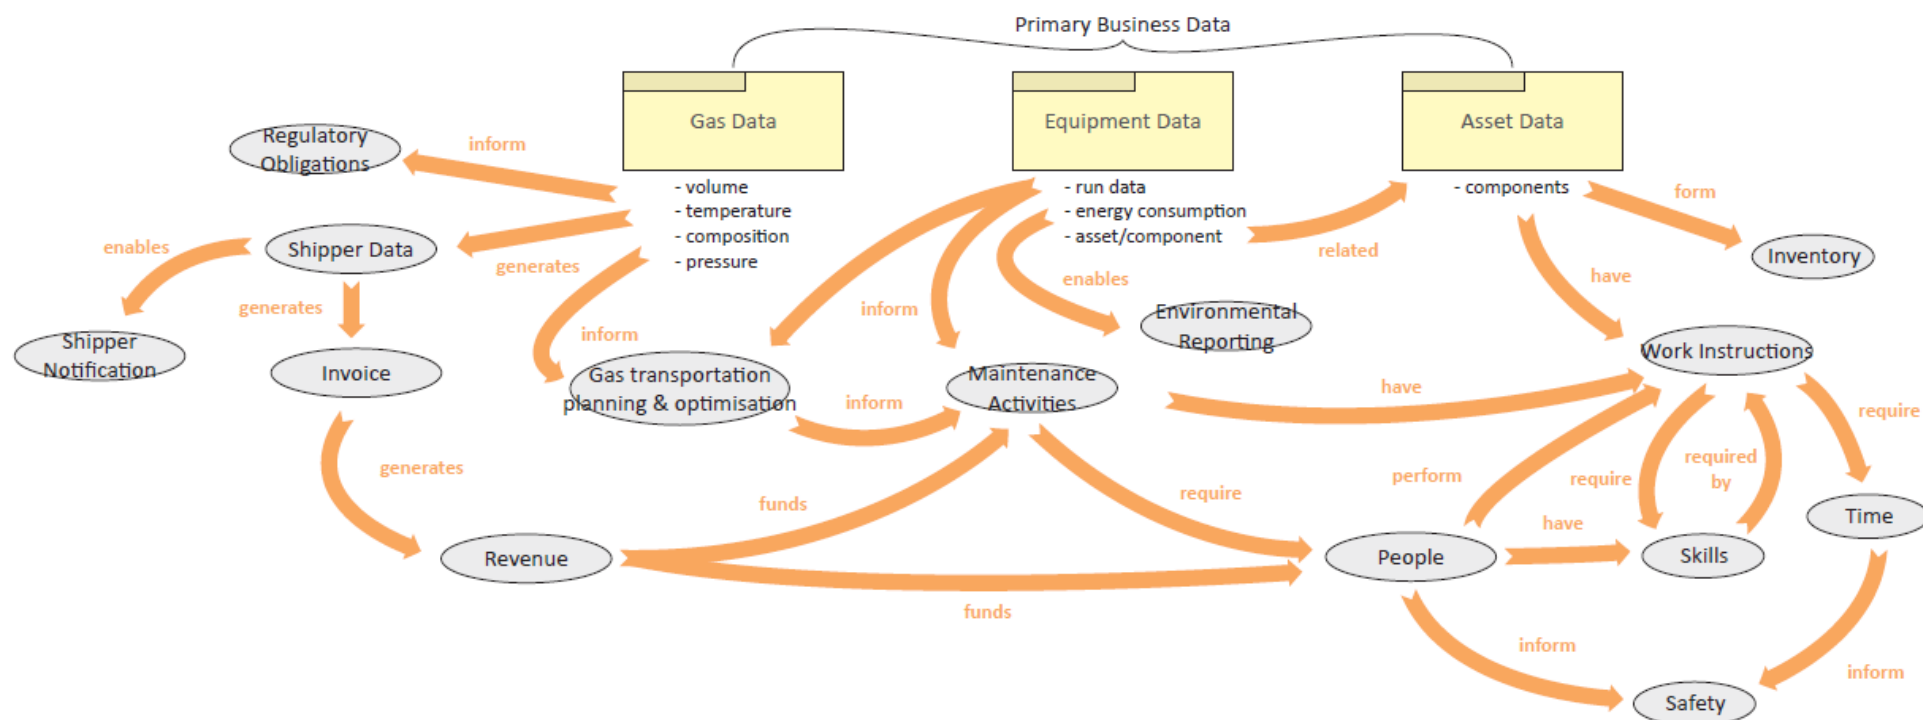 Primary Business Data
Gas Data
Equipment Data
Asset Data
- volume
- temperature
- composition
- pressure
- run data
- energy consumption
- asset/component
- components
Regulatory
Obligations
inform
form
enables
Shipper Data
generates
related
Inventory
have
enables
generates
inform
inform
Environmental
Reporting
Shipper
Notification
Invoice
Gas transportation
planning & optimisation
Maintenance
Activities
Work Instructions
inform
have
require
generates
funds
require
perform
require
required
by
have
Time
Revenue
People
Skills
funds
inform
inform
Safety